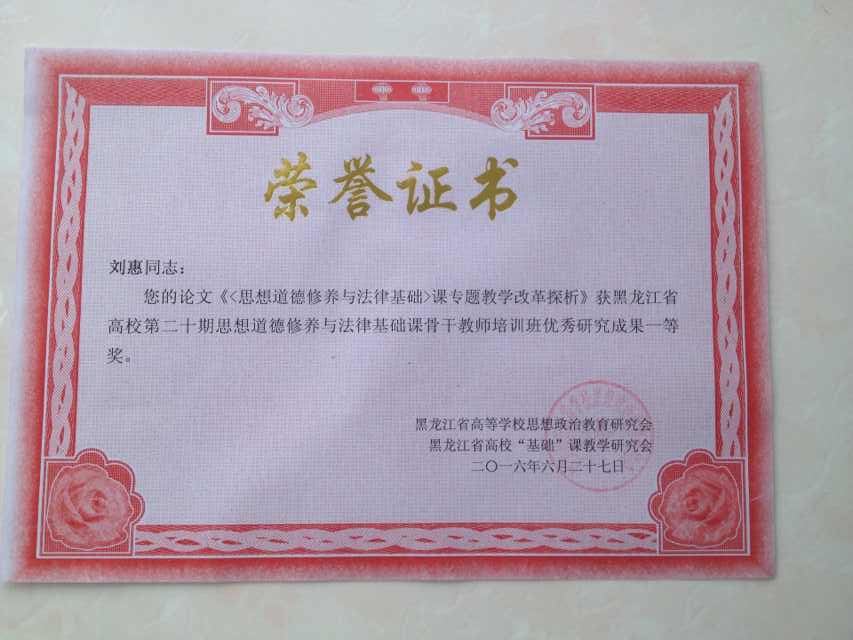 荣誉证书
刘惠同志：
您的论文《<思想道德修养与法律基础>课专题教学改革探析》获黑龙江省
高校第二十期思想道德修养与法律基础课骨干教师培训班优秀研究成果一等
奖。
黑龙江省高等学校思想政治教育研究会
黑龙江省高校“基础”课教学研究会
二〇一六年六月二十七日